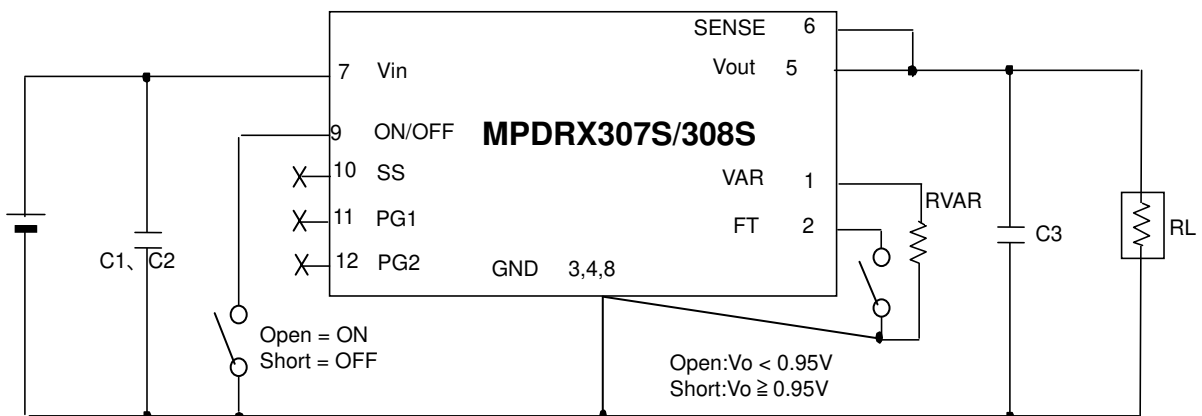 SENSE 6
7 Vin
Vout 5
9 ON/OFF
MPDRX307S/308S
10 SS
VAR 1
RVAR
11 PG1
FT 2
C1、 C2
12 PG2
GND 3,4,8
C3
RL
Open = ON
Short = OFF
Open:Vo < 0.95V
Short:Vo ≧ 0.95V